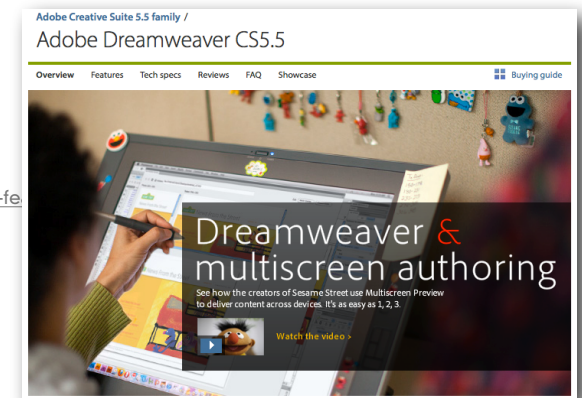 Adobe Creative Suite 5.5 family /
Adobe Dreamweaver CS5.5
Overview Features Tech specs Reviews FAQ Showcase Buying guide
-fe
Dreamweaver &
multiscreen authoring
See how the creators of Sesame Street use Multiscreen Preview
to deliver content across devices. It's as easy as 1, 2, 3.
Watch the video >